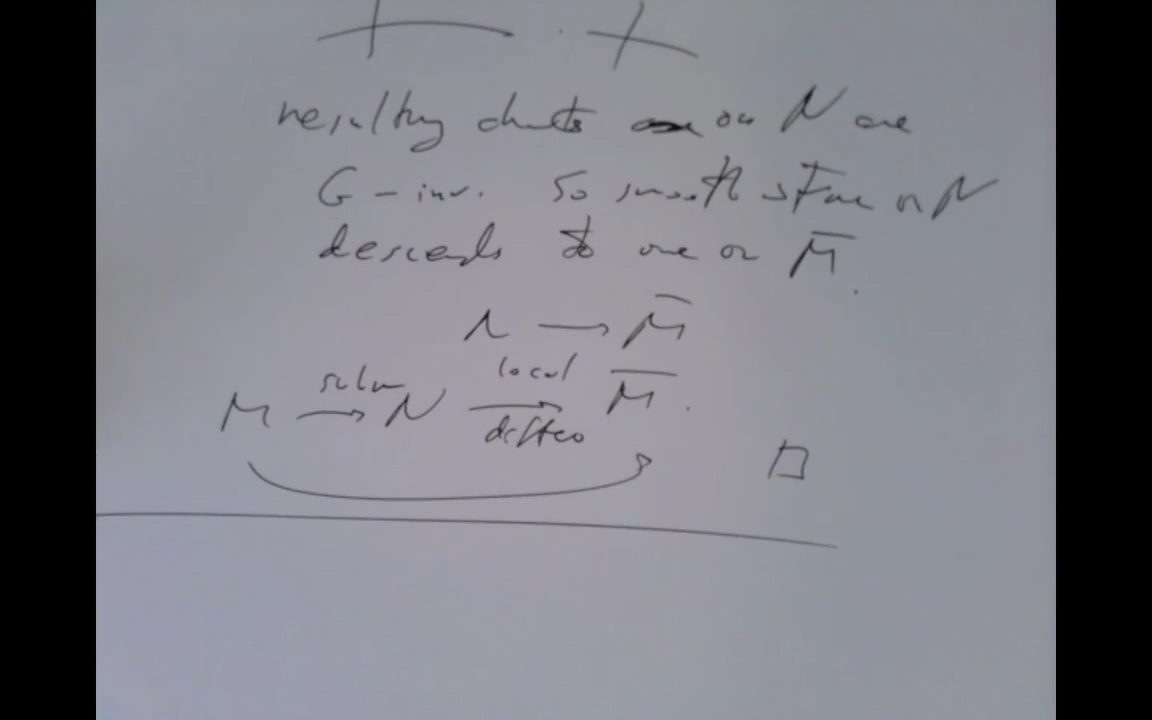 resulting charts on N are
G-inv. So smooth str on N
descends to one on M̄.
N → M̄
M → N → M̄.
subm local
diffeo
□